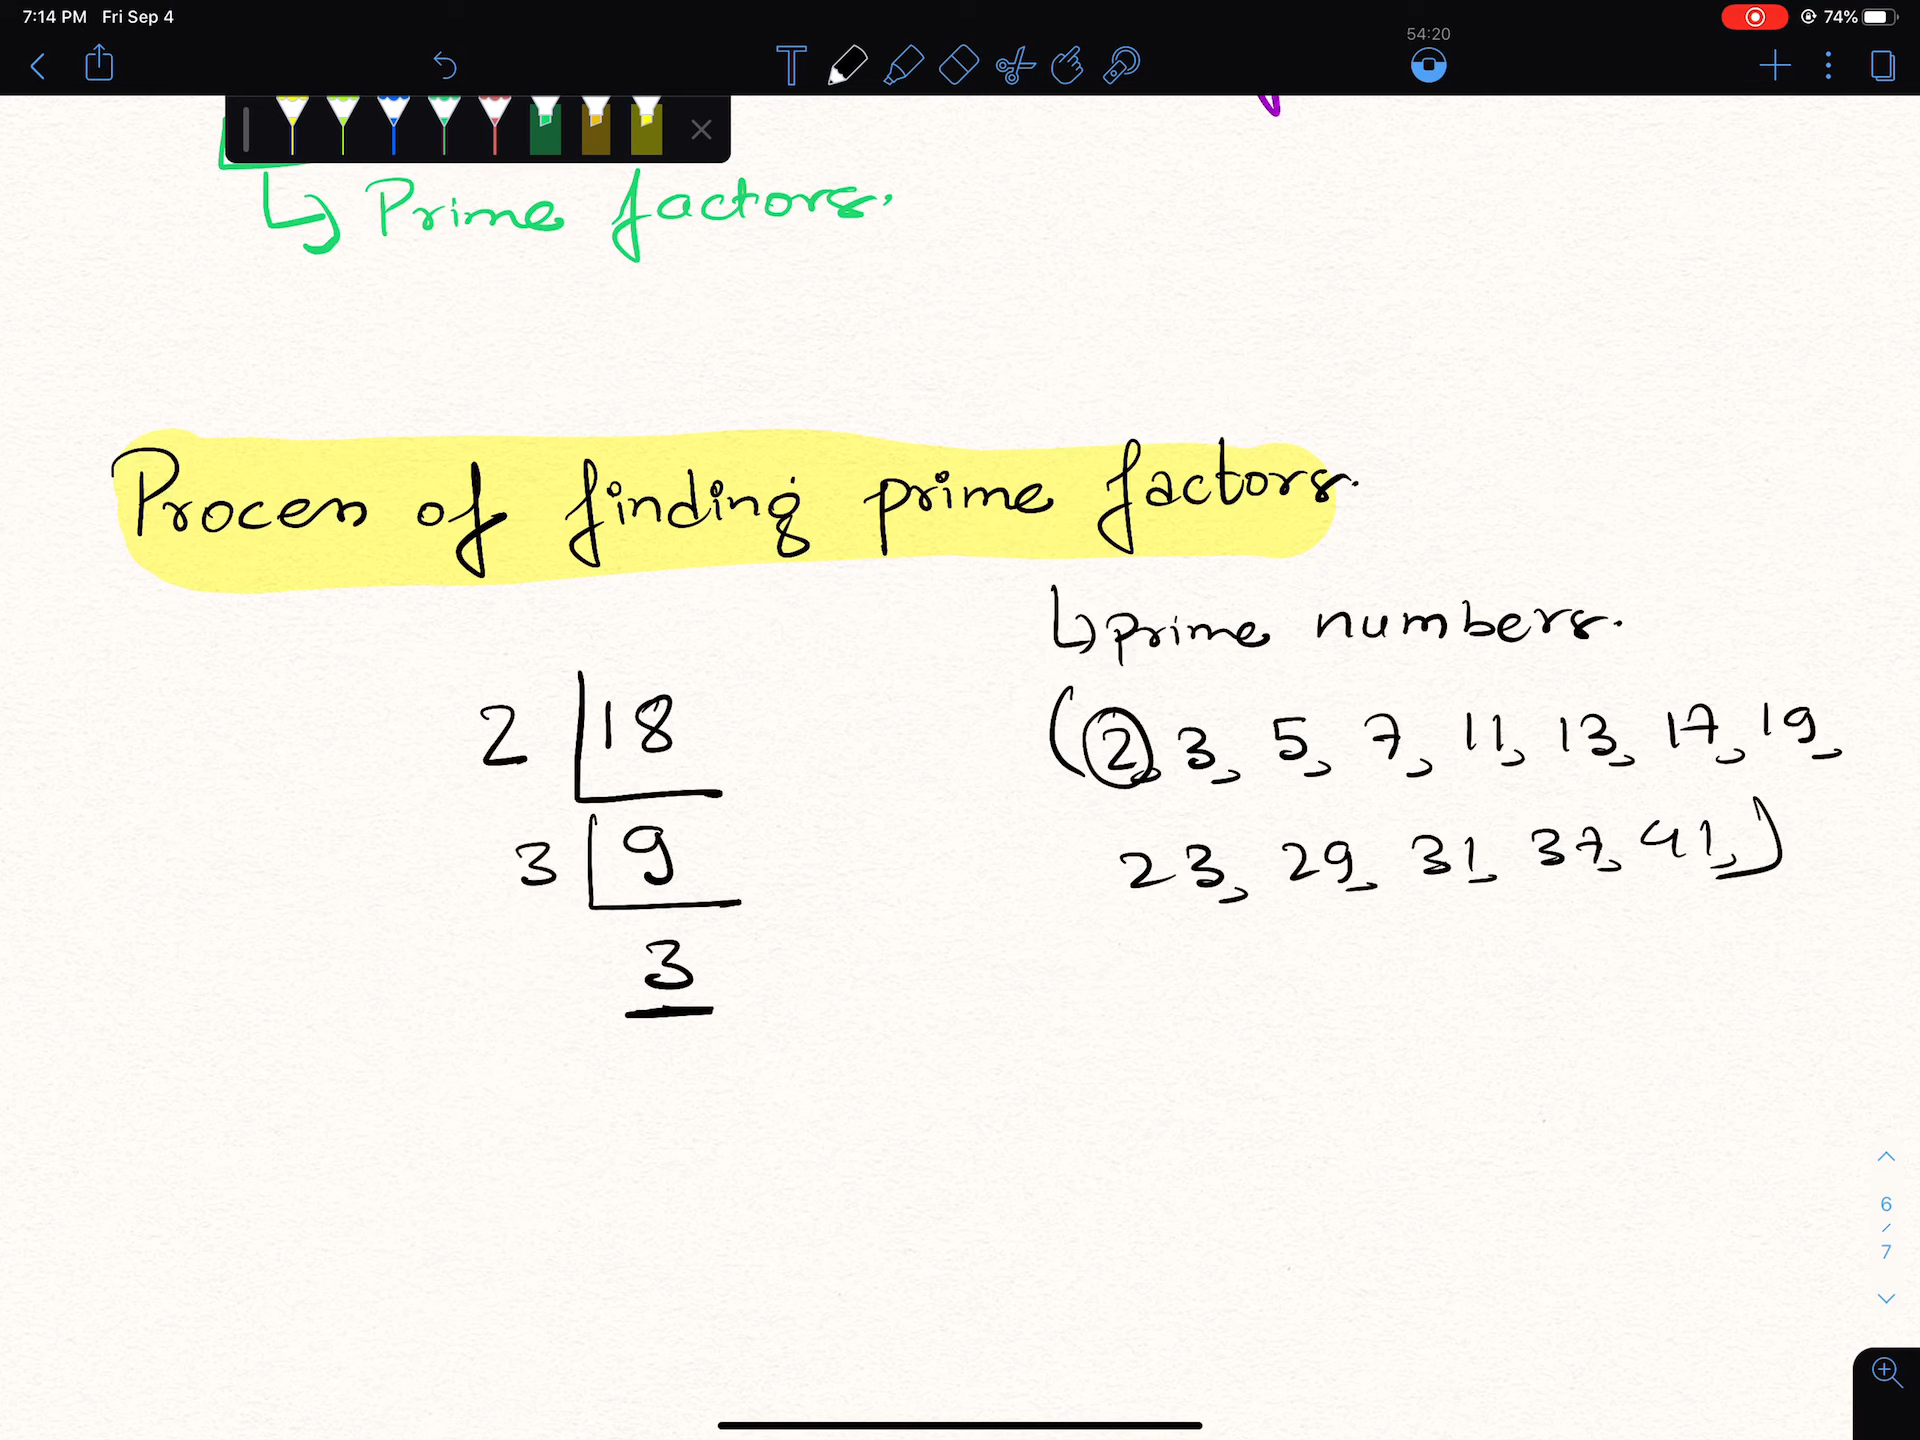 7:14 PM Fri Sep 4
74%
54:20
Prime factors.
Process of finding prime factors.
prime numbers.
2 18
(2, 3, 5, 7, 11, 13, 17, 19,
3 9
23, 29, 31, 37, 41,)
3
6
/
7